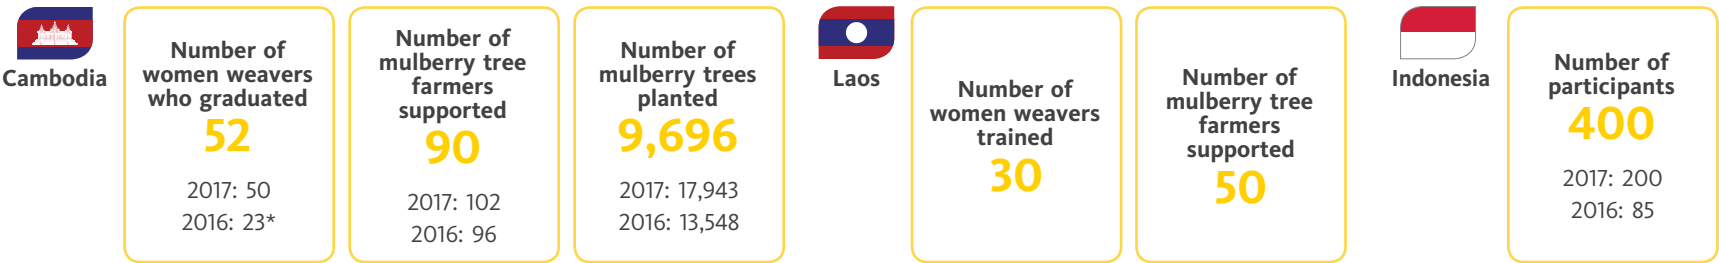 Cambodia
Number of
women weavers
who graduated
52
2017: 50
2016: 23*
Number of
mulberry tree
farmers
supported
90
2017: 102
2016: 96
Number of
mulberry trees
planted
9,696
2017: 17,943
2016: 13,548
Laos
Number of
women weavers
trained
30
Number of
mulberry tree
farmers
supported
50
Indonesia
Number of
participants
400
2017: 200
2016: 85